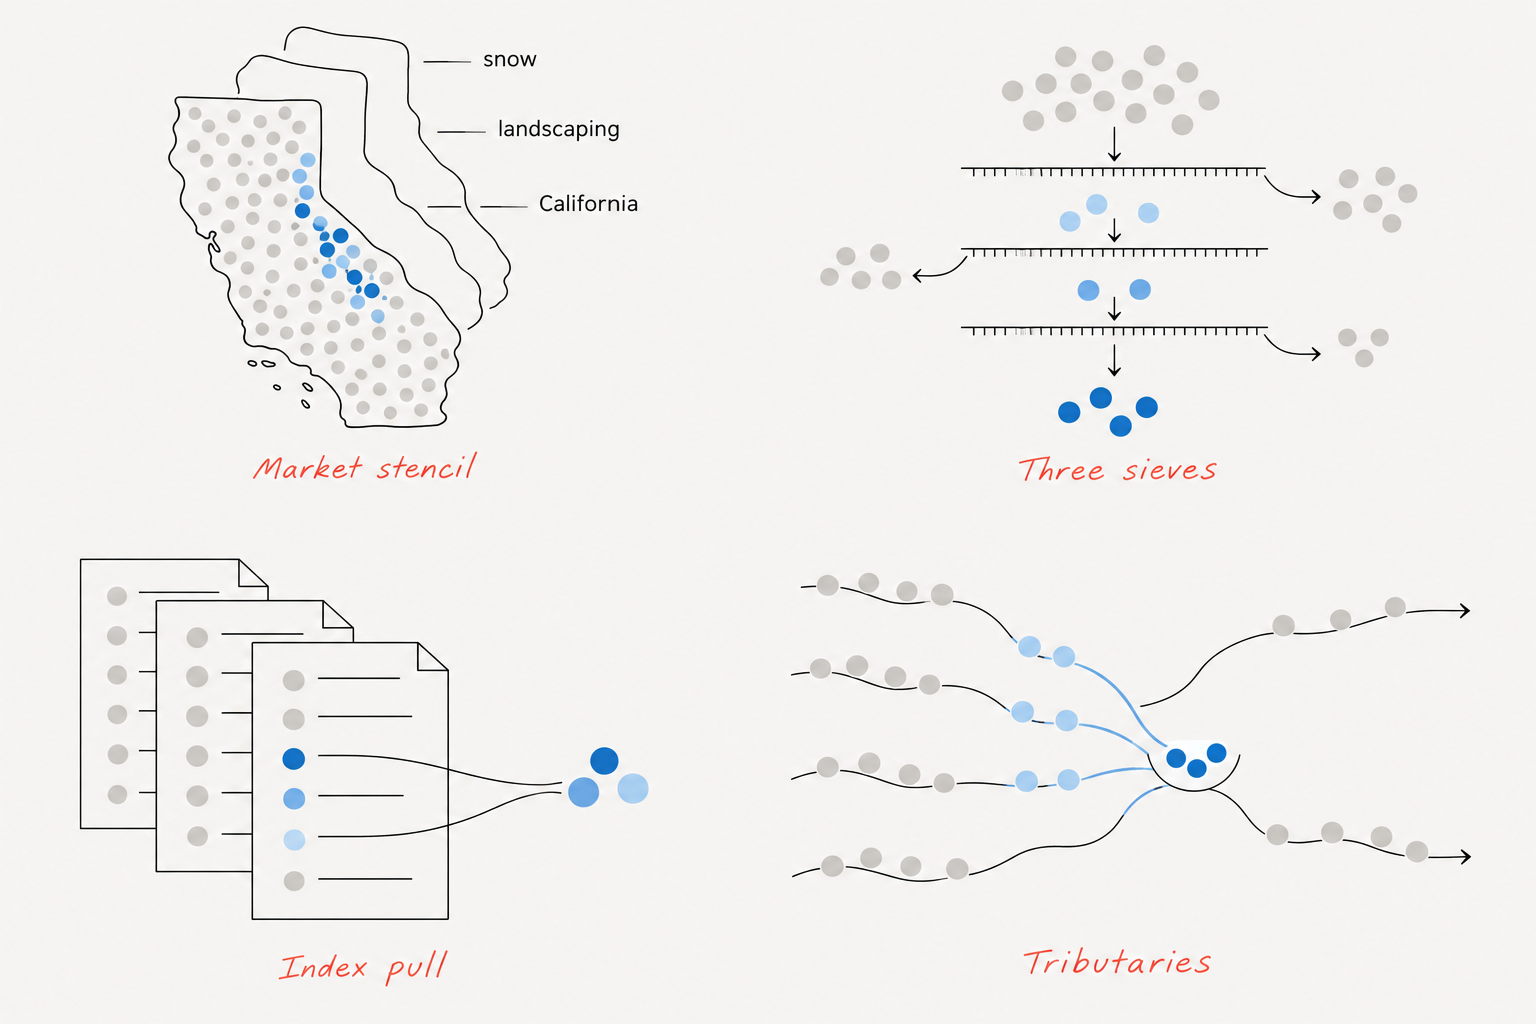 snow
landscaping
California
Market stencil
Three sieves
Index pull
Tributaries